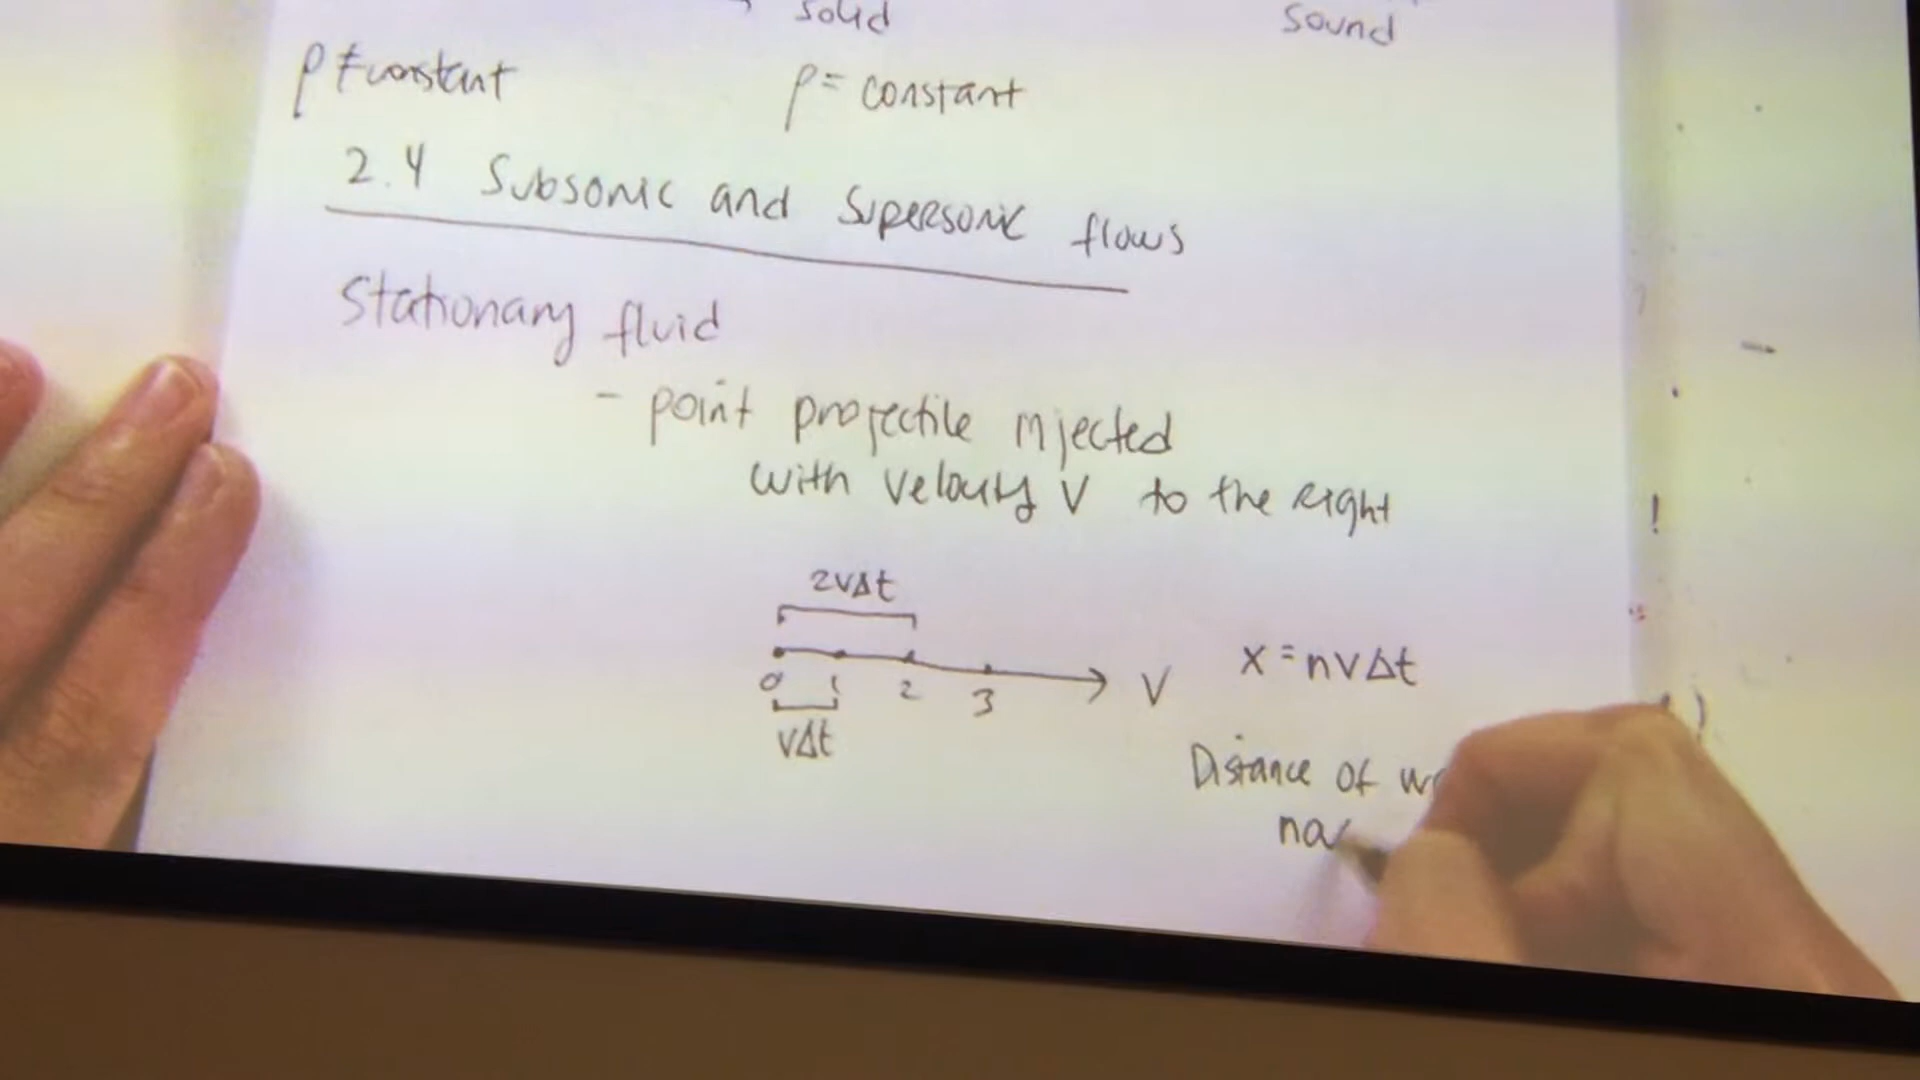 solid
sound
ρ ≠ constant
ρ = constant
2.4 Subsonic and Supersonic flows
Stationary fluid
- point projectile injected
with velocity V to the Right
2VΔt
0 1 2 3
V
VΔt
x = nVΔt
Distance of
na